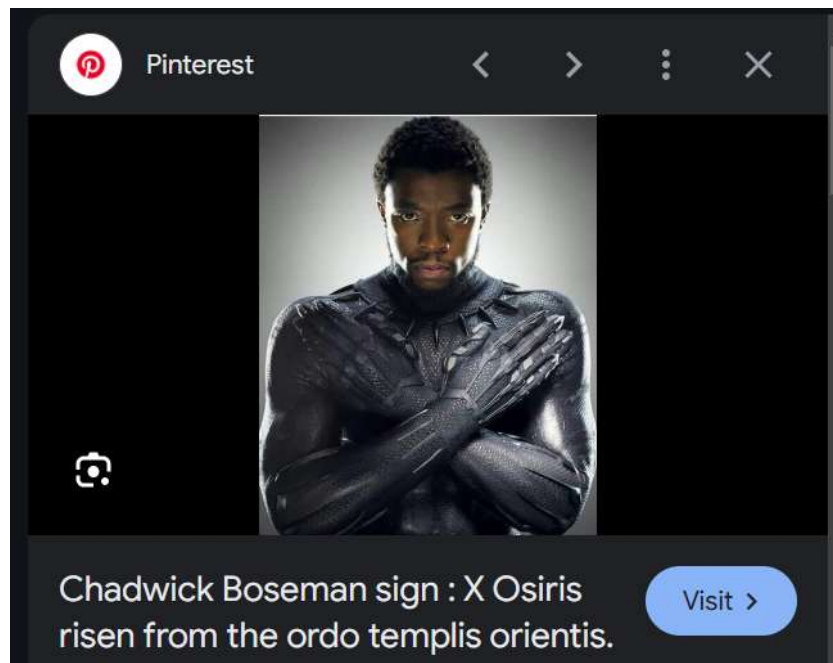 Pinterest
Chadwick Boseman sign : X Osiris
risen from the ordo templis orientis.
Visit >